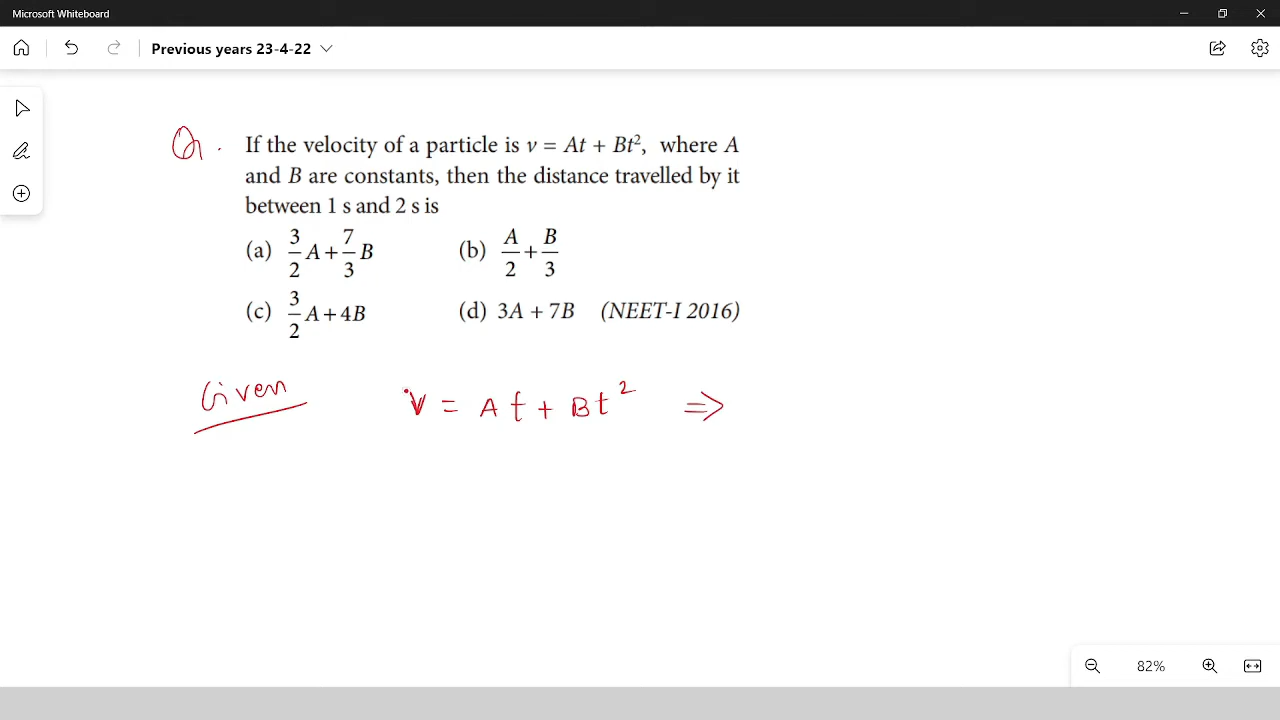 Microsoft Whiteboard
Previous years 23-4-22
Q. If the velocity of a particle is v = At + Bt², where A
and B are constants, then the distance travelled by it
between 1 s and 2 s is
(a) 3/2 A + 7/3 B (b) A/2 + B/3
(c) 3/2 A + 4B (d) 3A + 7B (NEET-I 2016)
Given v = At + Bt² ⇒
82%